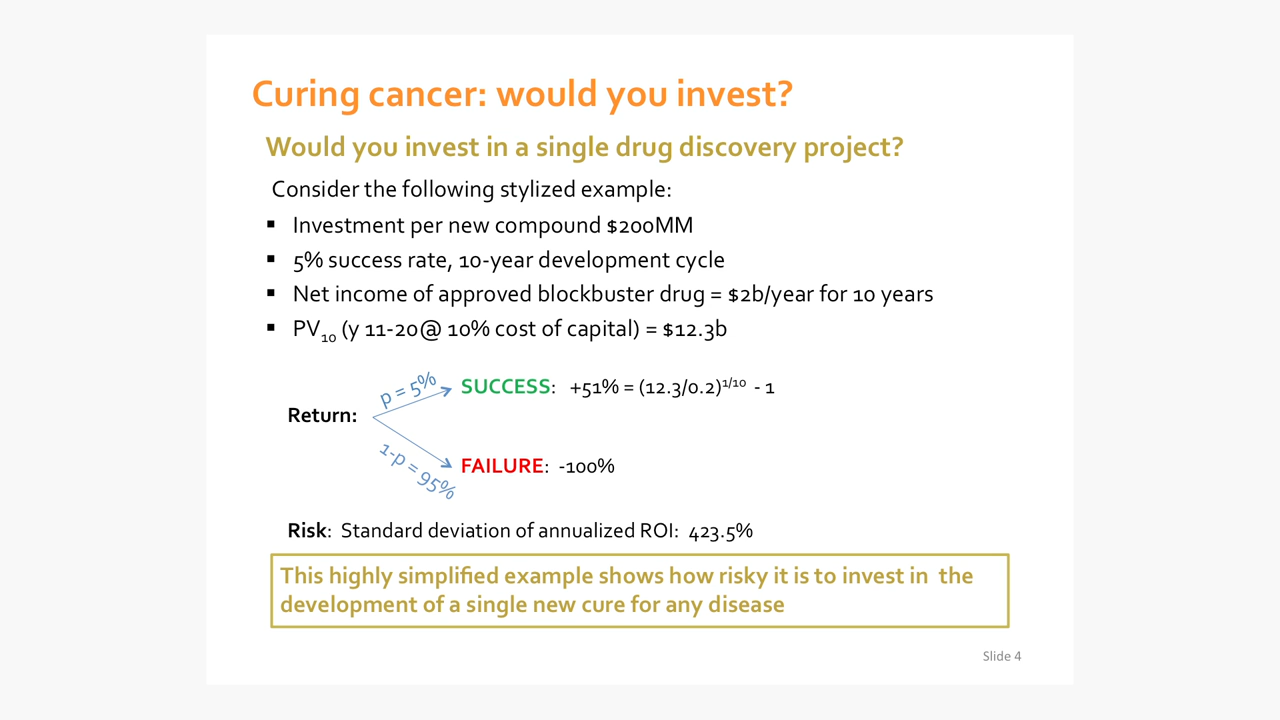 Curing cancer: would you invest?
Would you invest in a single drug discovery project?
Consider the following stylized example:
▪ Investment per new compound $200MM
▪ 5% success rate, 10-year development cycle
▪ Net income of approved blockbuster drug = $2b/year for 10 years
▪ PV₁₀ (y 11-20@ 10% cost of capital) = $12.3b
p = 5%
SUCCESS: +51% = (12.3/0.2)¹/¹⁰ - 1
Return:
1-p = 95%
FAILURE: -100%
Risk: Standard deviation of annualized ROI: 423.5%
This highly simplified example shows how risky it is to invest in the
development of a single new cure for any disease
Slide 4